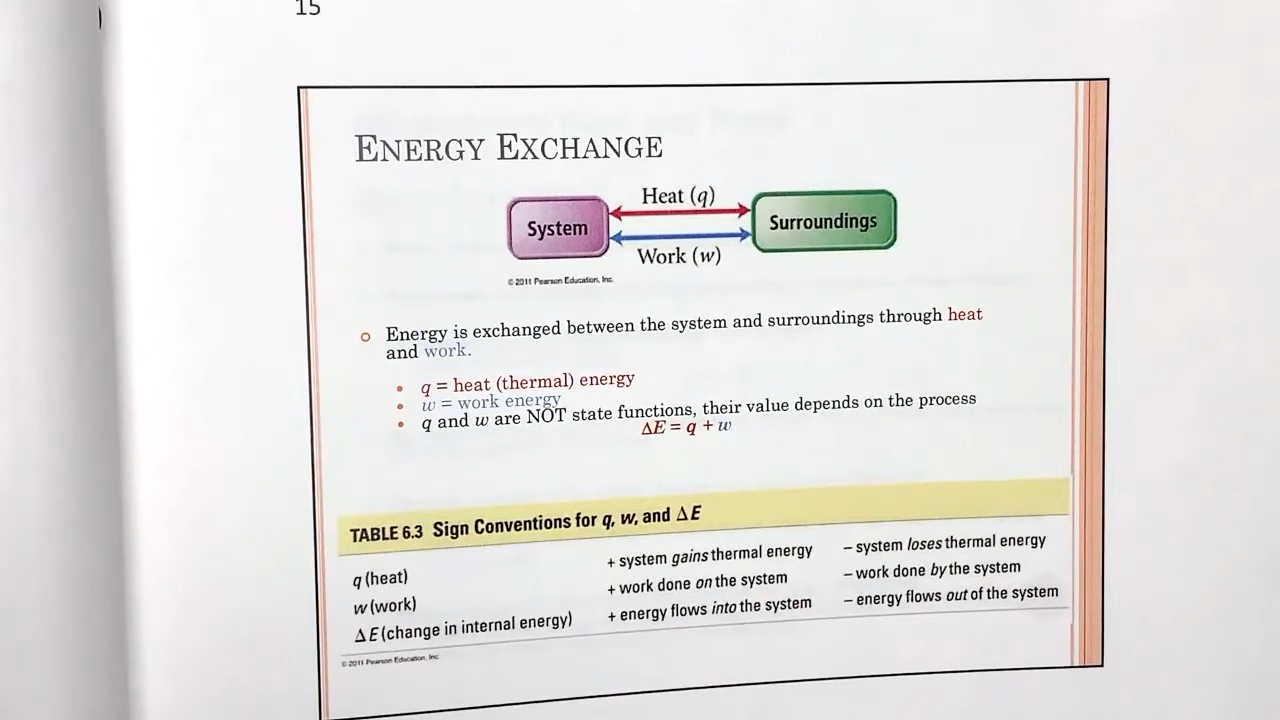 15
ENERGY EXCHANGE
Heat (q)
System
Surroundings
Work (w)
© 2011 Pearson Education, Inc.
Energy is exchanged between the system and surroundings through heat
and work.
q = heat (thermal) energy
w = work energy
q and w are NOT state functions, their value depends on the process
ΔE = q + w
TABLE 6.3 Sign Conventions for q, w, and ΔE
q (heat) + system gains thermal energy − system loses thermal energy
w (work) + work done on the system − work done by the system
ΔE (change in internal energy) + energy flows into the system − energy flows out of the system
© 2011 Pearson Education, Inc.